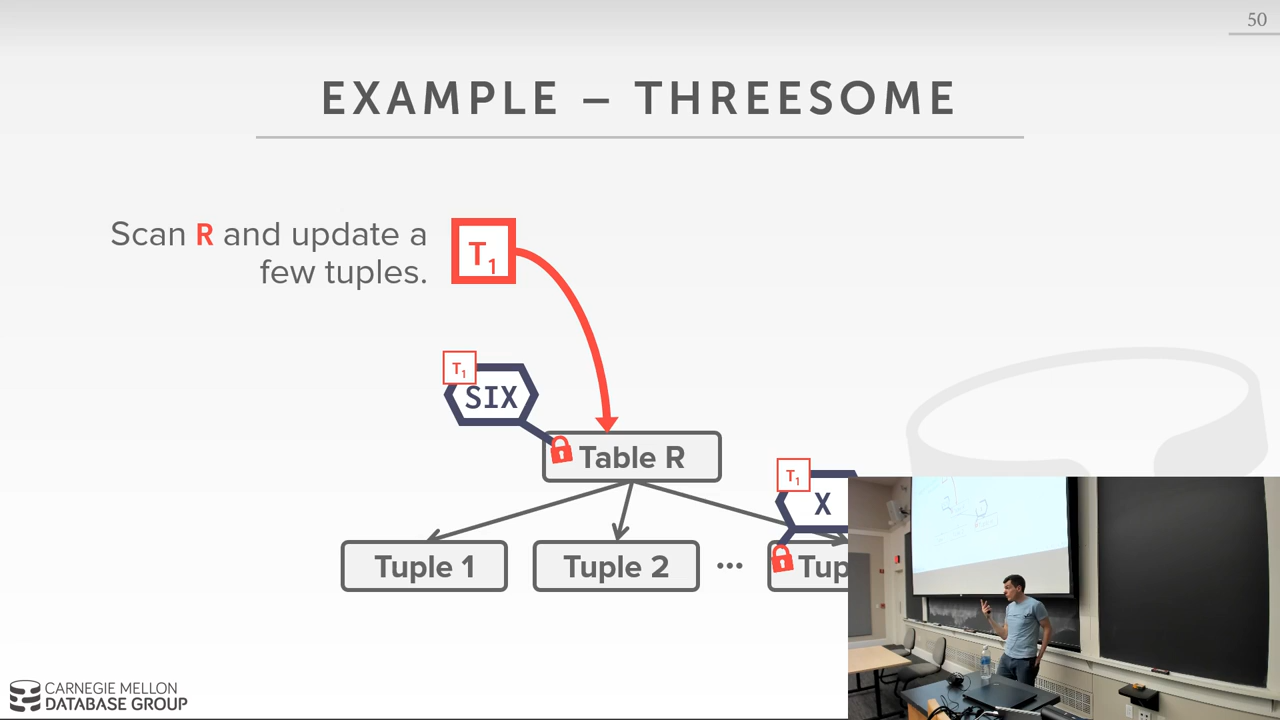 50
EXAMPLE – THREESOME
Scan R and update a
few tuples.
T1
T1
SIX
Table R
T1
X
Tuple 1
Tuple 2
...
Tup
CARNEGIE MELLON
DATABASE GROUP